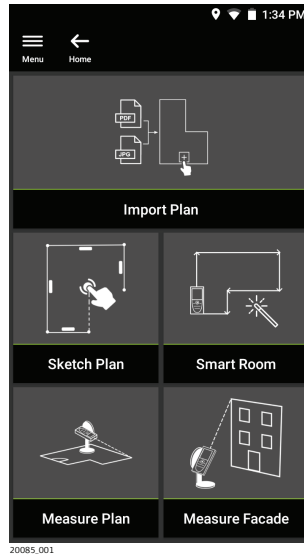 1:34 PM
Menu Home
PDF
JPG
Import Plan
Sketch Plan Smart Room
Measure Plan Measure Facade
20085_001